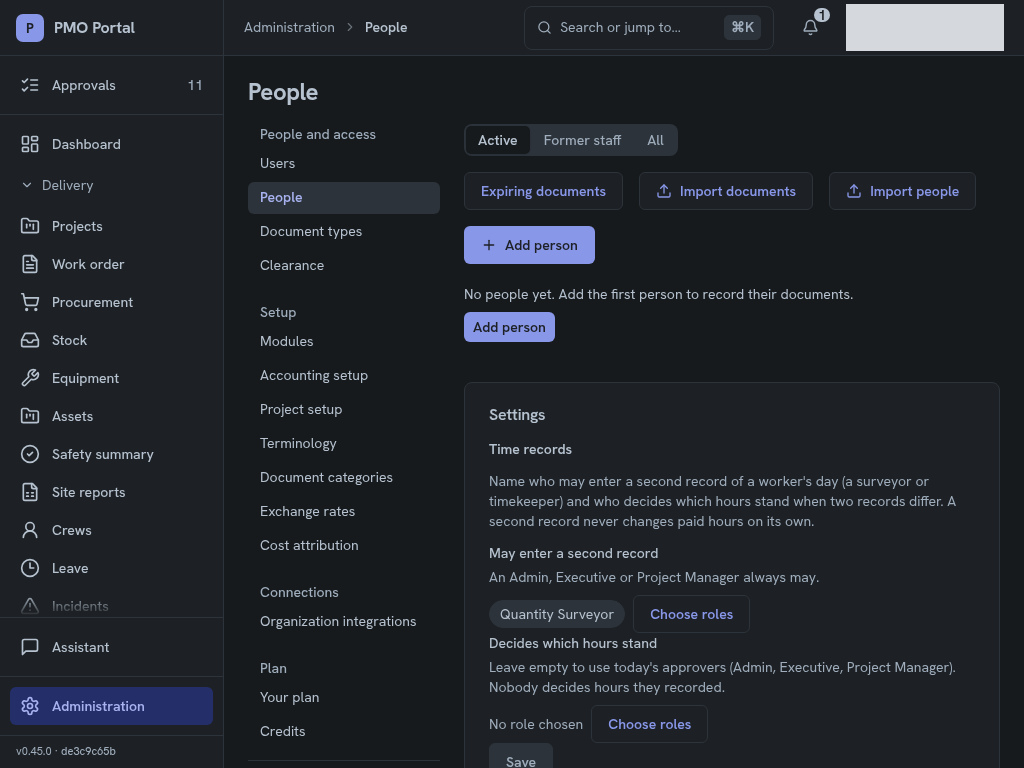 P PMO Portal
Administration > People
Search or jump to... ⌘K
1
Approvals 11
Dashboard
Delivery
Projects
Work order
Procurement
Stock
Equipment
Assets
Safety summary
Site reports
Crews
Leave
Incidents
Assistant
Administration
v0.45.0 · de3c9c65b
People
People and access
Users
People
Document types
Clearance
Setup
Modules
Accounting setup
Project setup
Terminology
Document categories
Exchange rates
Cost attribution
Connections
Organization integrations
Plan
Your plan
Credits
Active Former staff All
Expiring documents Import documents Import people
Add person
No people yet. Add the first person to record their documents.
Add person
Settings
Time records
Name who may enter a second record of a worker's day (a surveyor or
timekeeper) and who decides which hours stand when two records differ. A
second record never changes paid hours on its own.
May enter a second record
An Admin, Executive or Project Manager always may.
Quantity Surveyor Choose roles
Decides which hours stand
Leave empty to use today's approvers (Admin, Executive, Project Manager).
Nobody decides hours they recorded.
No role chosen Choose roles
Save